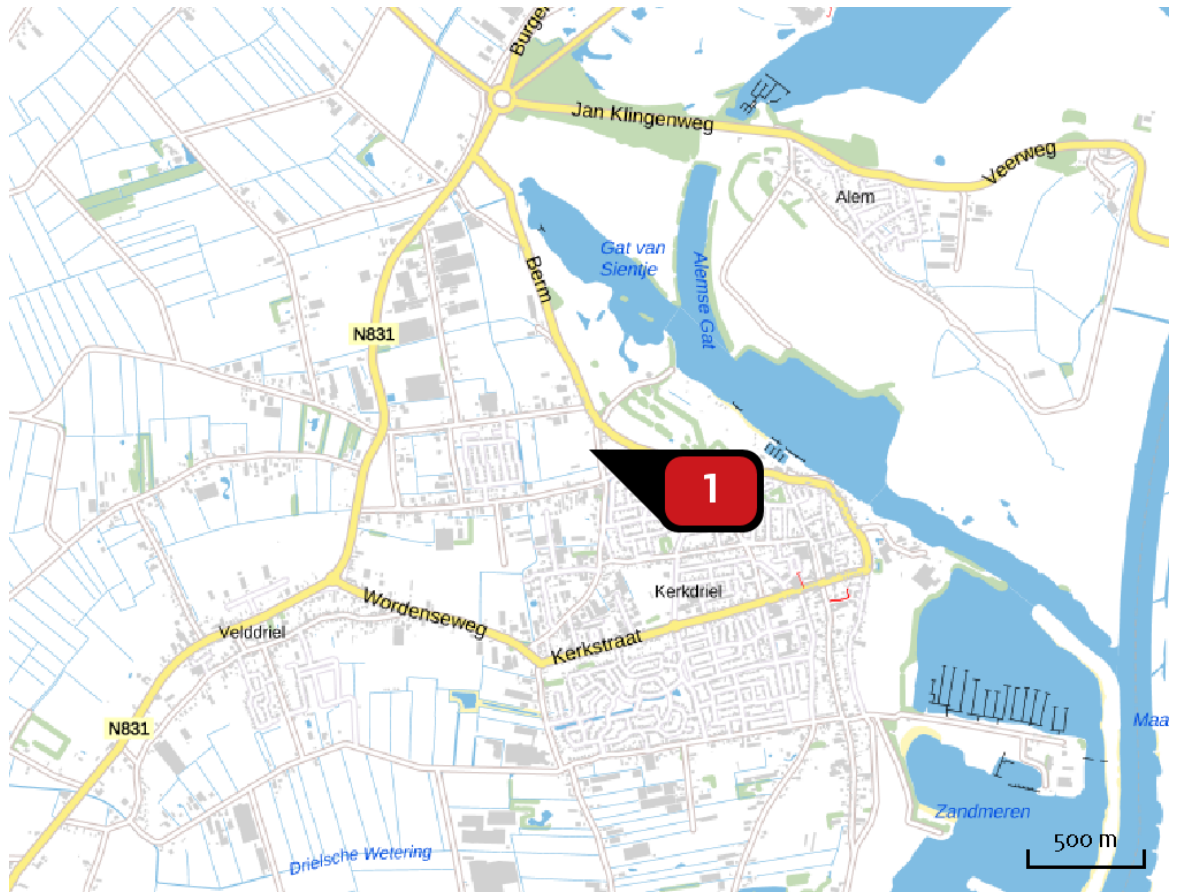 Burge
Jan Klingenweg
Veerweg
Alem
Gat van
Sientje
Alemse Gat
Berm
N831
1
Kerkdriel
Wordenseweg
Velddriel
Kerkstraat
N831
Maa
Zandmeren
500 m
Drielsche Wetering